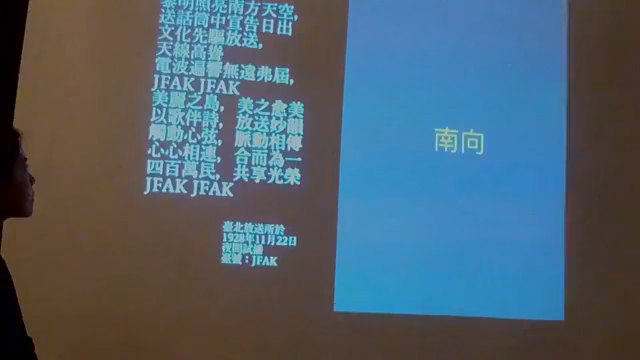 黎明照亮南方天空,
送話筒中宣告日出
文化先驅放送,
天線高聳
電波迴響無遠弗屆,
JFAK JFAK
美麗之島, 美之愈美
以歌伴詩, 放送妙韻
觸動心弦, 脈動相傳
心心相連, 合而為一
四百萬民, 共享光榮
JFAK JFAK
臺北放送所於
1928年11月22日
夜間試播
臺號:JFAK
南向